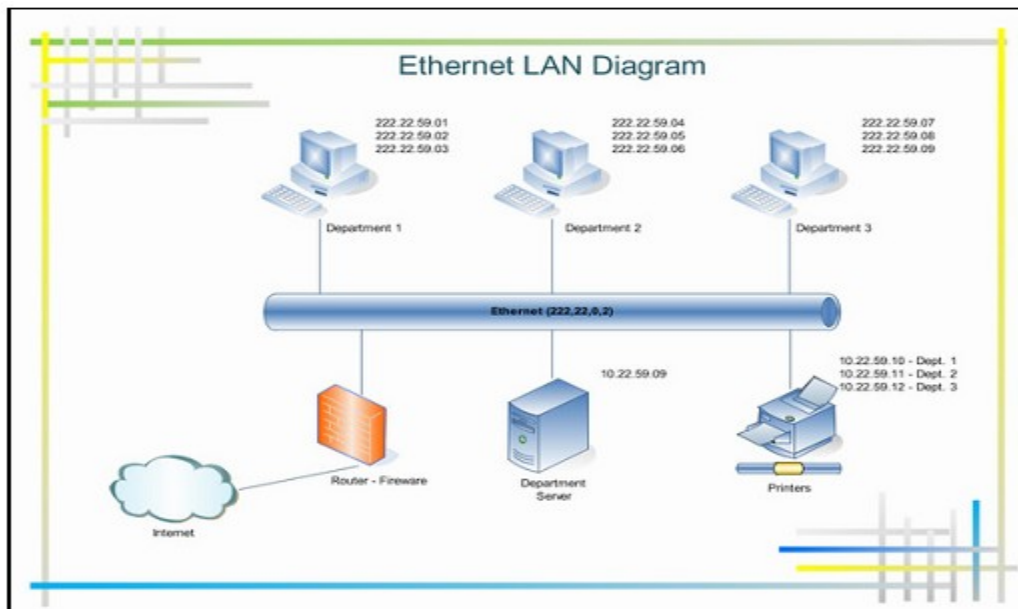 Ethernet LAN Diagram
222.22.59.01
222.22.59.02
222.22.59.03
222.22.59.04
222.22.59.05
222.22.59.06
222.22.59.07
222.22.59.08
222.22.59.09
Department 1
Department 2
Department 3
Ethernet (222,22,0,2)
10.22.59.09
10.22.59.10 - Dept. 1
10.22.59.11 - Dept. 2
10.22.59.12 - Dept. 3
Router - Fireware
Department
Server
Printers
Internet